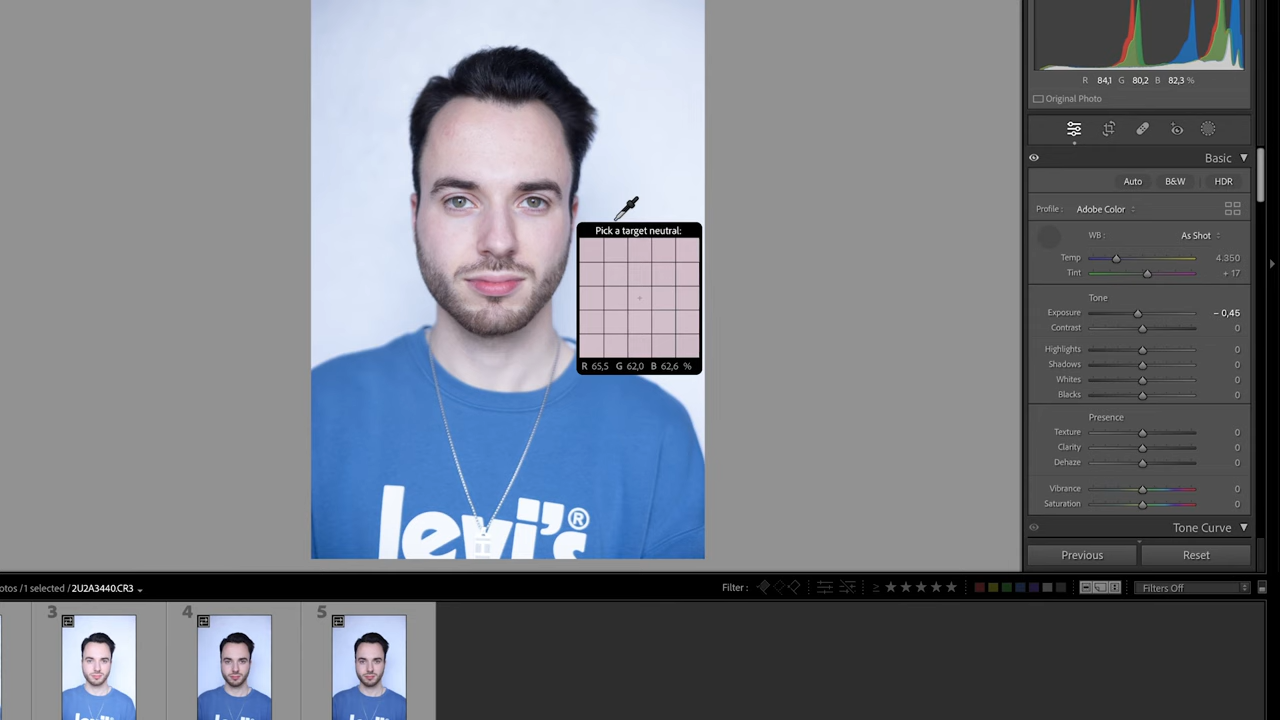 R 84,1 G 80,2 B 82,3 %
Original Photo
Basic
Auto B&W HDR
Profile : Adobe Color
WB : As Shot
Temp 4.350
Tint + 17
Tone
Exposure – 0,45
Contrast 0
Highlights 0
Shadows 0
Whites 0
Blacks 0
Presence
Texture 0
Clarity 0
Dehaze 0
Vibrance 0
Saturation 0
Tone Curve
Previous Reset
Pick a target neutral:
R 65,5 G 62,0 B 62,6 %
levi's®
otos /1 selected /2U2A3440.CR3
Filter : ≥ ★★★★★ Filters Off
3 4 5
levi's levi's levi's